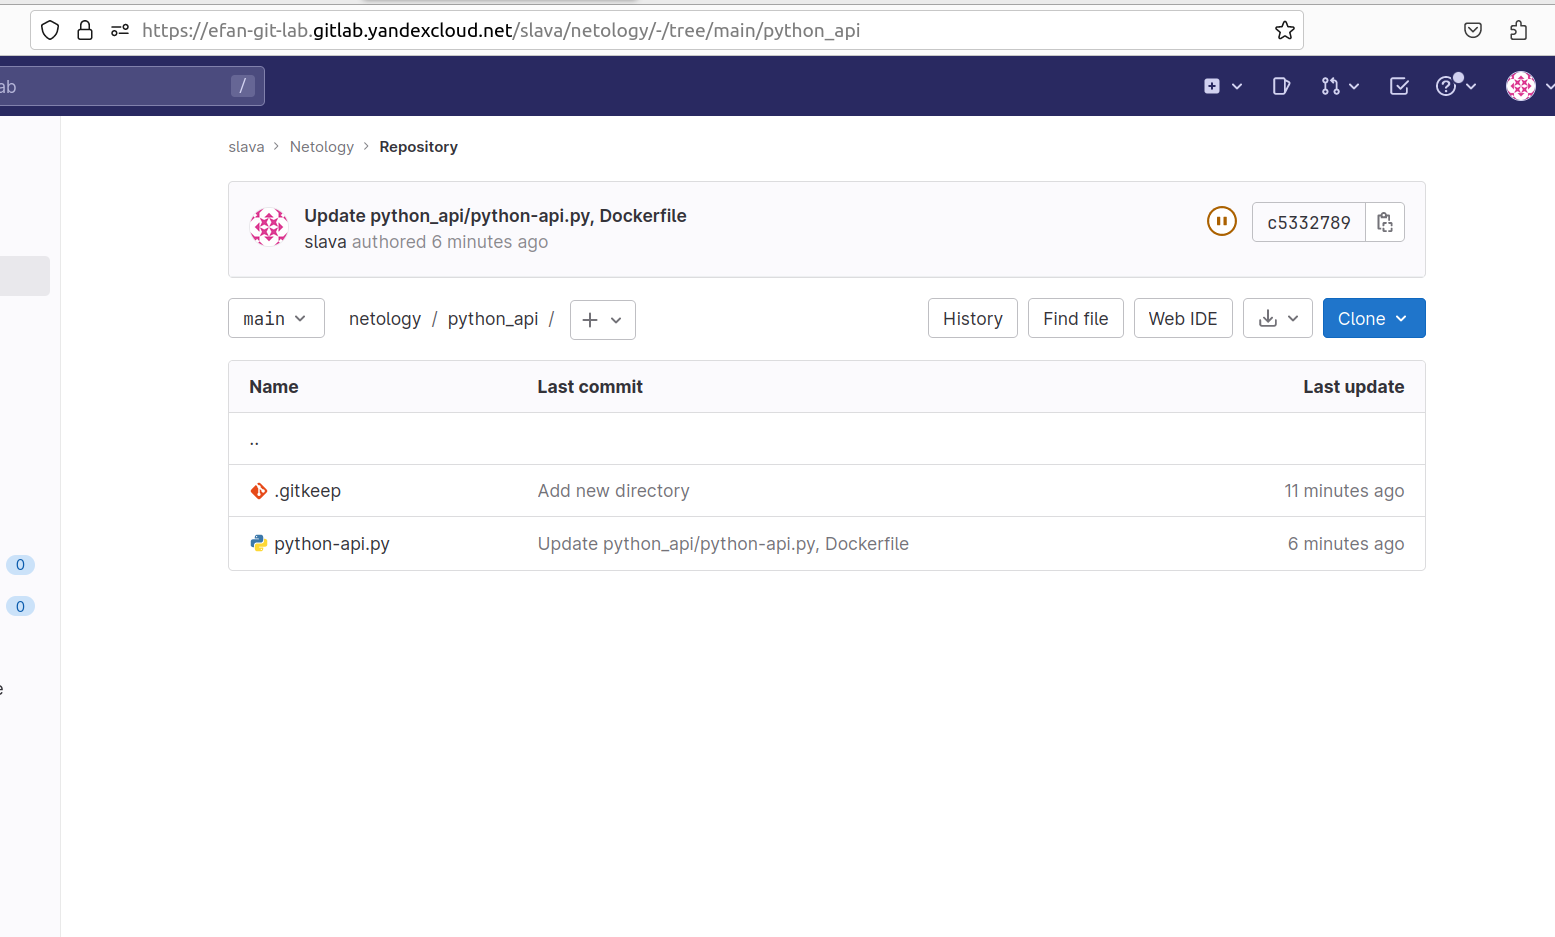 https://efan-git-lab.gitlab.yandexcloud.net/slava/netology/-/tree/main/python_api
ab /
slava > Netology > Repository
Update python_api/python-api.py, Dockerfile
slava authored 6 minutes ago
c5332789
main netology / python_api / + History Find file Web IDE Clone
Name Last commit Last update
..
.gitkeep Add new directory 11 minutes ago
python-api.py Update python_api/python-api.py, Dockerfile 6 minutes ago
0
0
e